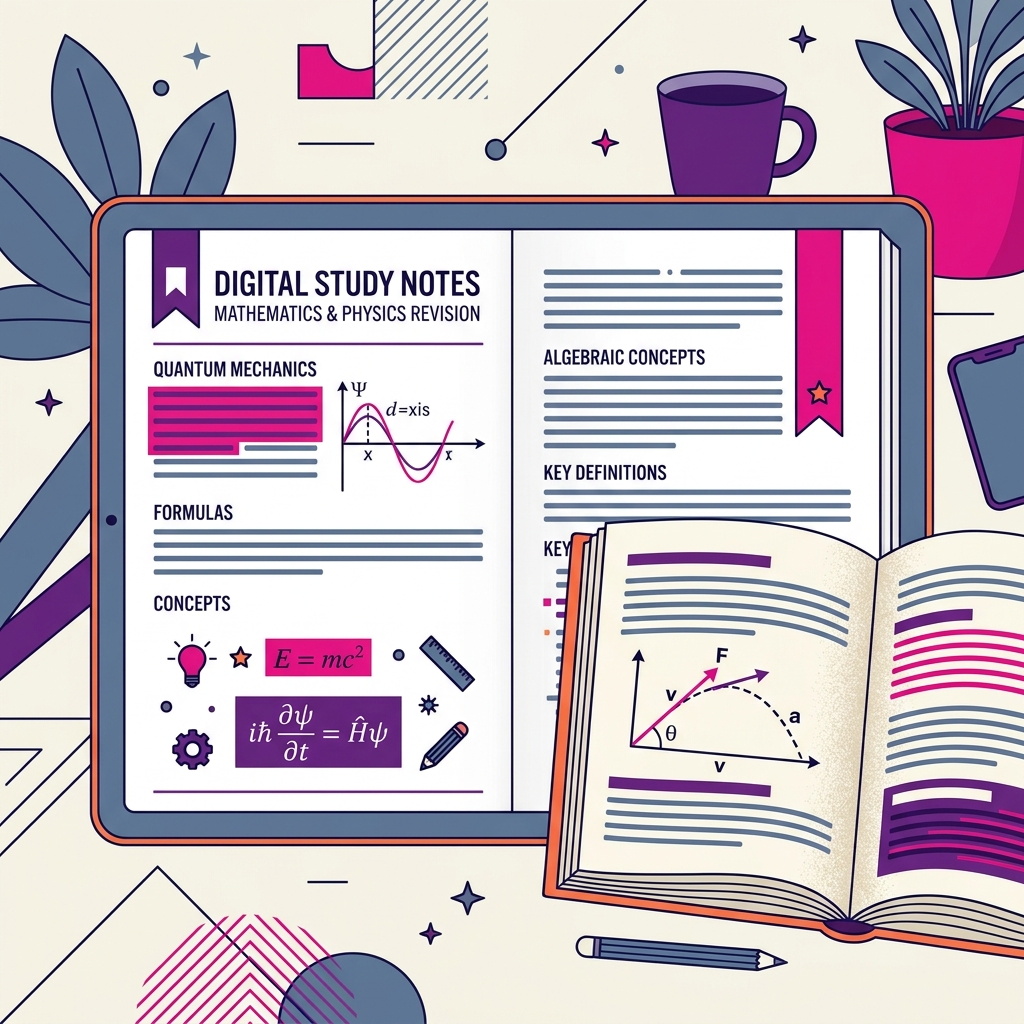 DIGITAL STUDY NOTES
MATHEMATICS & PHYSICS REVISION
QUANTUM MECHANICS
Ψ
d=xis
x
FORMULAS
CONCEPTS
E = mc²
iħ ∂ψ/∂t = Ĥψ
ALGEBRAIC CONCEPTS
KEY DEFINITIONS
KEY
F
v
θ
a
v